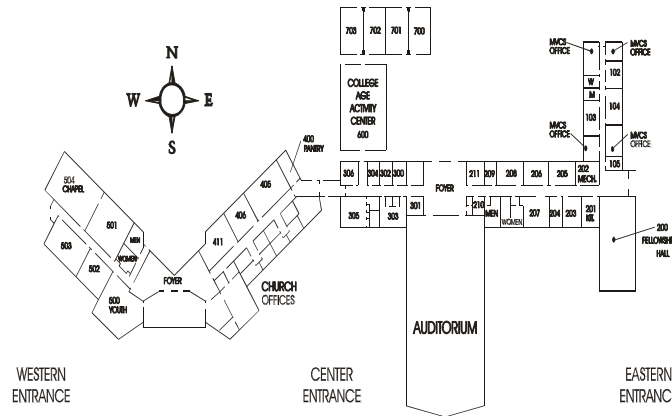 703 702 701 700
N
W E
S
COLLEGE
AGE
ACTIVITY
CENTER
600
MVCS
OFFICE
MVCS
OFFICE
W
M
102
103
104
MVCS
OFFICE
MVCS
OFFICE
105
400
PANTRY
504
CHAPEL
405
306 304 302 300
FOYER
211 209 208 206 205 202
MECH.
501
406
305 303 301
210 MEN WOMEN 207 204 203 201
KIT.
200
FELLOWSHI
HALL
503
502
MEN
WOMEN
411
FOYER
500
YOUTH
CHURCH
OFFICES
AUDITORIUM
WESTERN
ENTRANCE
CENTER
ENTRANCE
EASTERN
ENTRANC